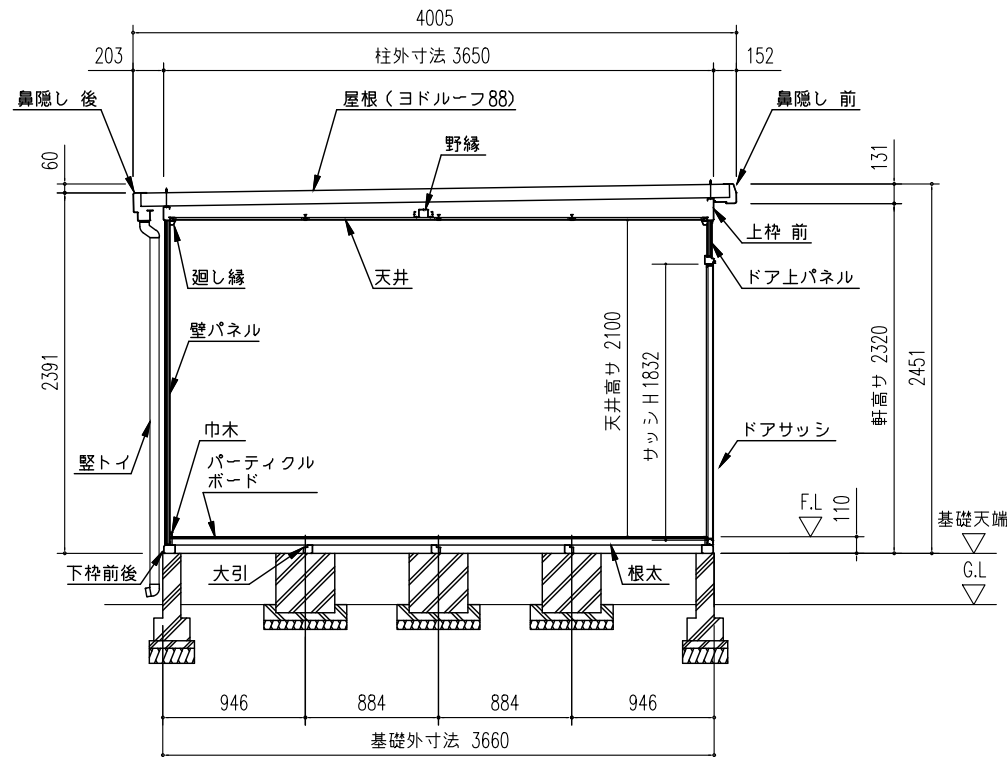 4005
203
柱外寸法 3650
152
鼻隠し 後
屋根(ヨドルーフ88)
鼻隠し 前
野縁
60
131
上枠 前
廻し縁
天井
ドア上パネル
壁パネル
2391
天井高サ 2100
サッシH1832
軒高サ 2320
2451
巾木
ドアサッシ
竪トイ
パーティクル
ボード
F.L
110
基礎天端
下枠前後
大引
根太
G.L
946
884
884
946
基礎外寸法 3660